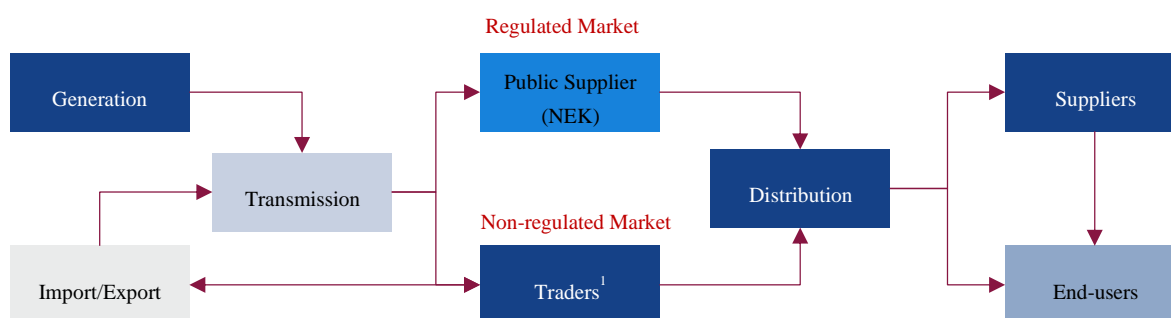 Regulated Market
Generation
Public Supplier
(NEK)
Suppliers
Transmission
Distribution
Non-regulated Market
Import/Export
Traders1
End-users